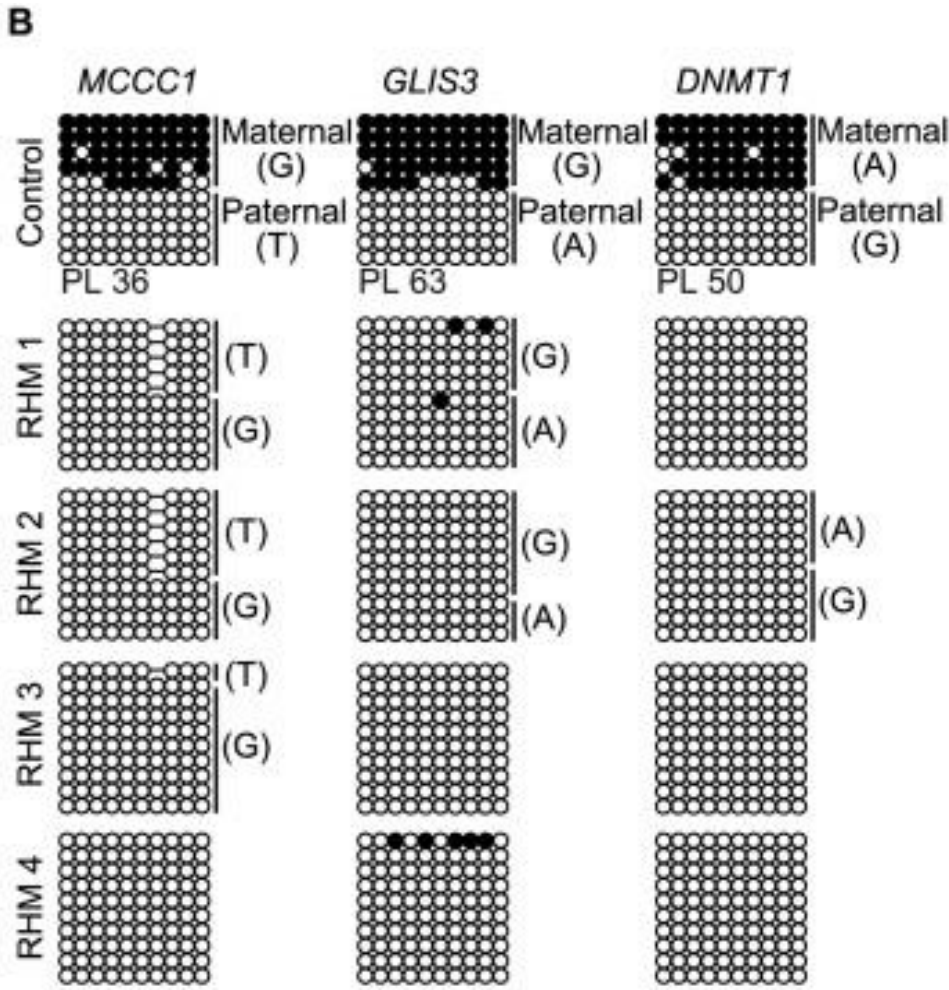 B
MCCC1 GLIS3 DNMT1
Control
Maternal (G)
Paternal (T)
PL 36
Maternal (G)
Paternal (A)
PL 63
Maternal (A)
Paternal (G)
PL 50
RHM 1
(T)
(G)
(G)
(A)
RHM 2
(T)
(G)
(G)
(A)
(A)
(G)
RHM 3
(T)
(G)
RHM 4